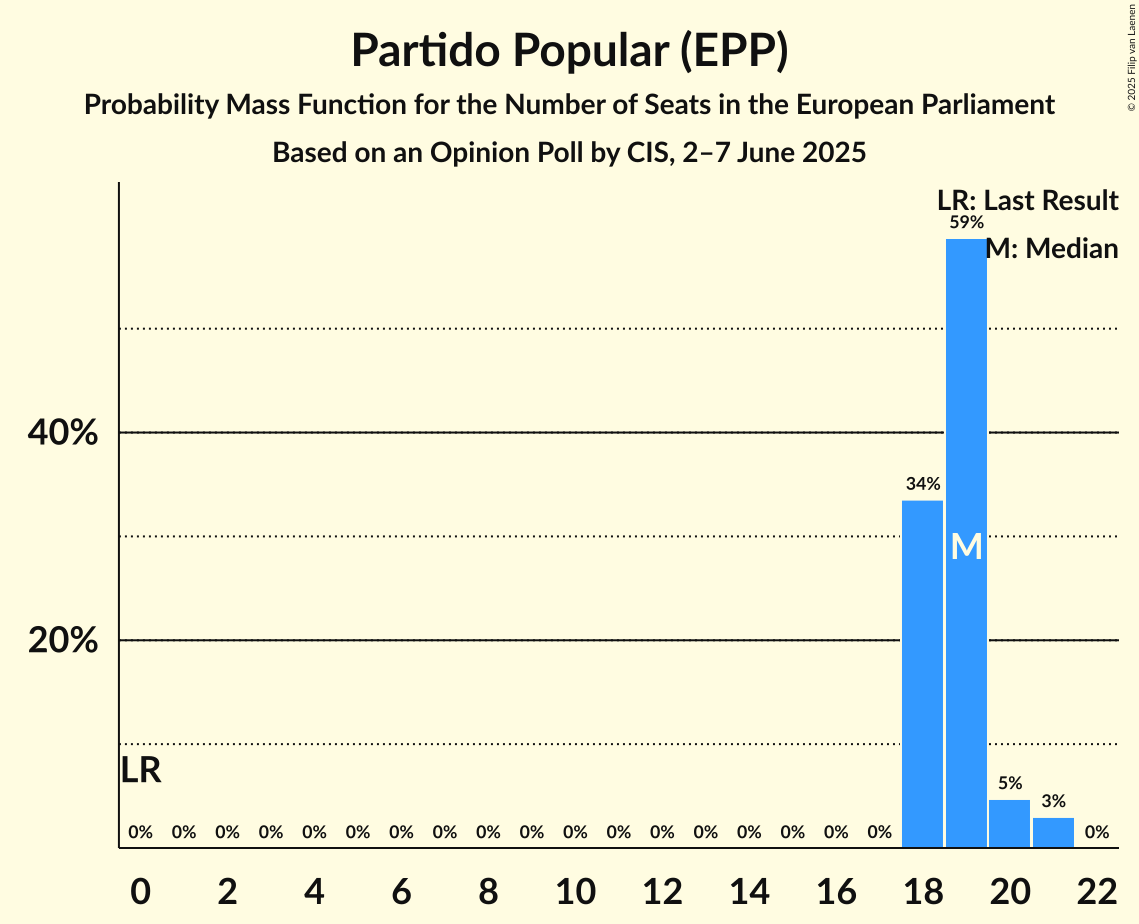 Partido Popular (EPP)
Probability Mass Function for the Number of Seats in the European Parliament
Based on an Opinion Poll by CIS, 2–7 June 2025
© 2025 Filip van Laenen
LR: Last Result
59%
M: Median
40%
34%
M
20%
LR
5%
3%
0% 0% 0% 0% 0% 0% 0% 0% 0% 0% 0% 0% 0% 0% 0% 0% 0% 0% 0%
0 2 4 6 8 10 12 14 16 18 20 22